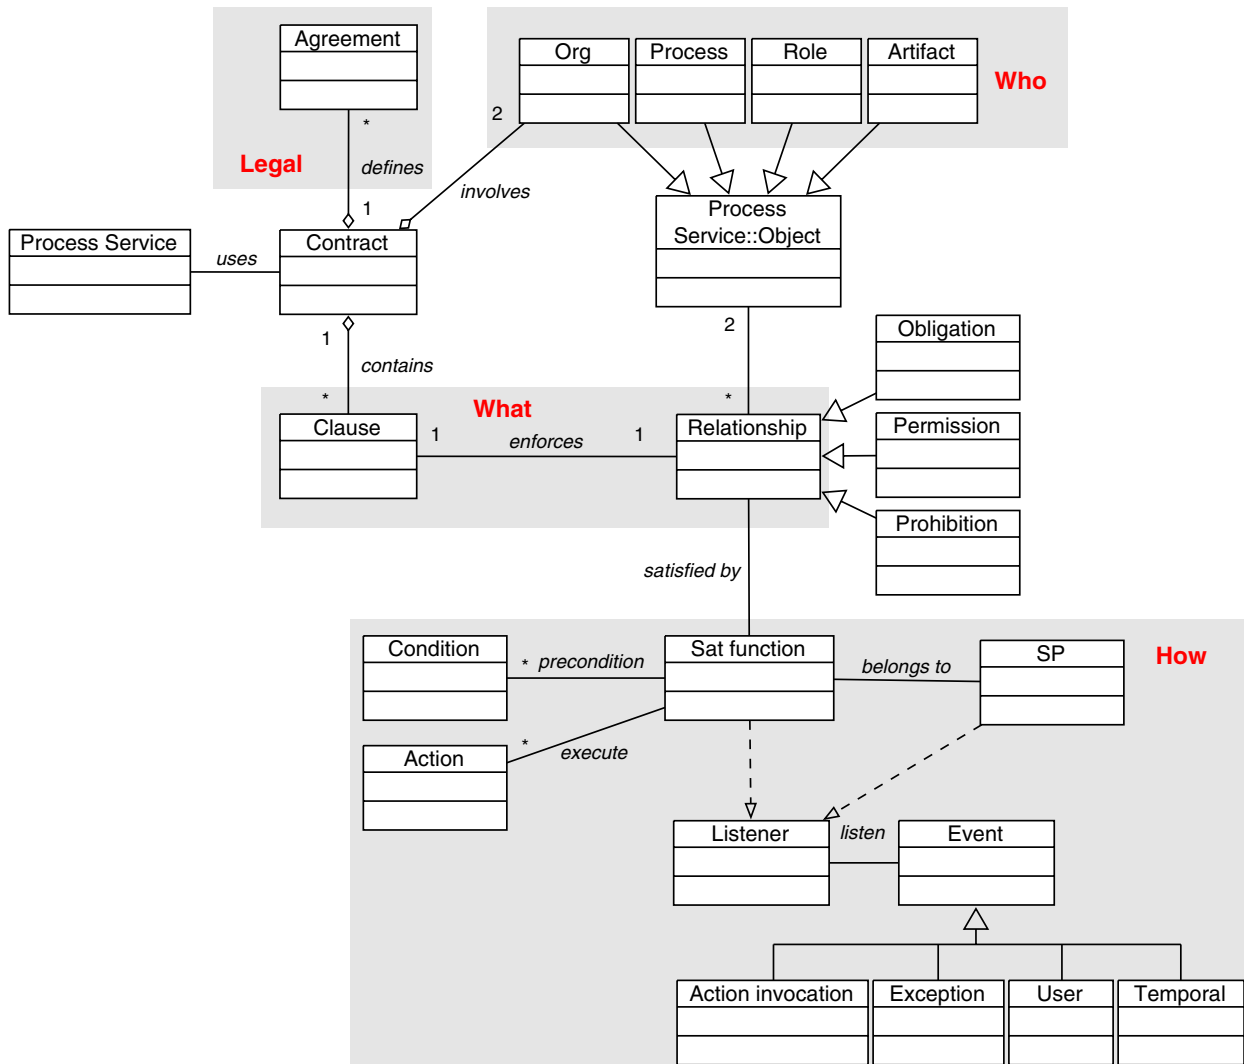 Agreement
Org
Process
Role
Artifact
Who
2
*
Legal
defines
involves
1
Process
Service::Object
Process Service
uses
Contract
1
2
Obligation
contains
*
*
What
Clause
1
enforces
1
Relationship
Permission
Prohibition
satisfied by
Condition
*
precondition
Sat function
belongs to
SP
How
*
execute
Action
Listener
listen
Event
Action invocation
Exception
User
Temporal